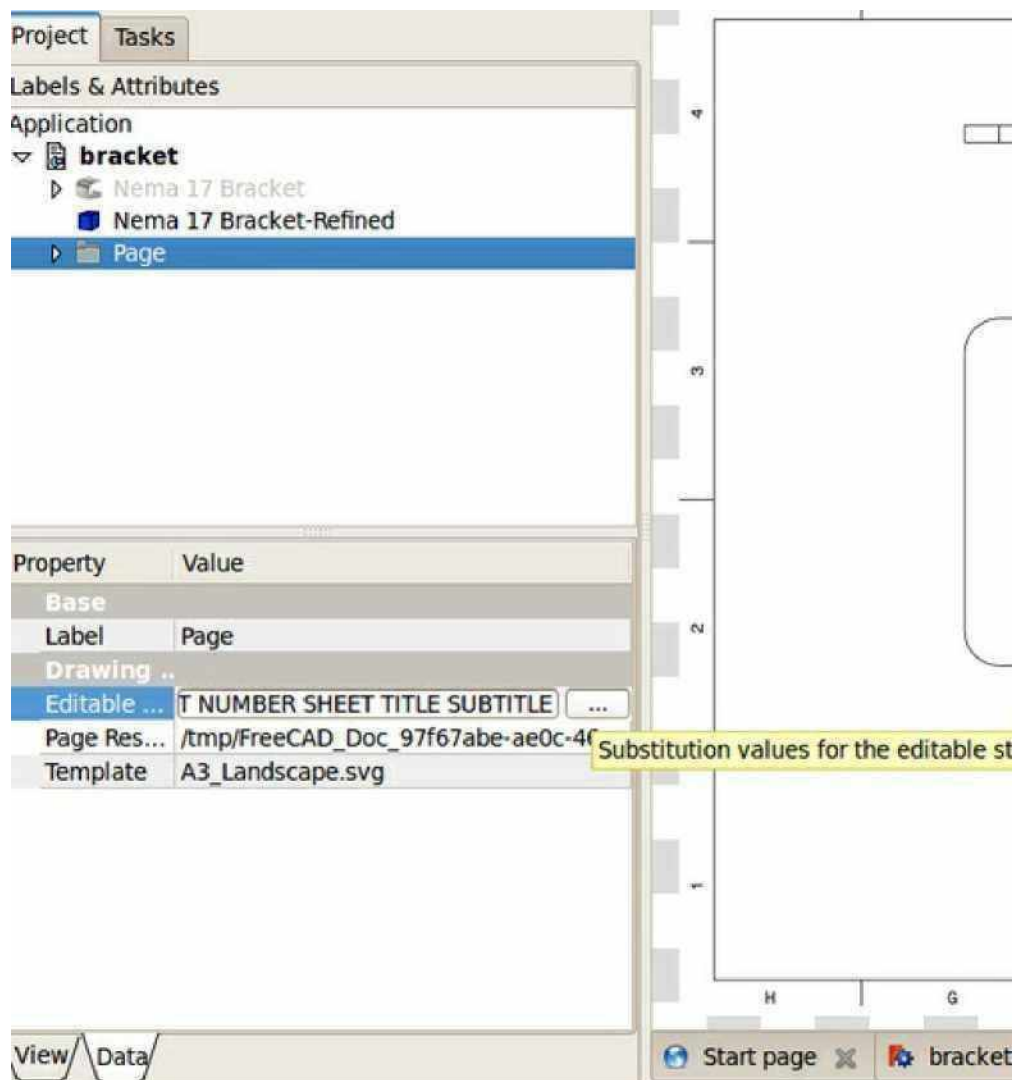 Project Tasks
Labels & Attributes
Application
bracket
Nema 17 Bracket
Nema 17 Bracket-Refined
Page
Property Value
Base
Label Page
Drawing ..
Editable ... T NUMBER SHEET TITLE SUBTITLE ...
Page Res... /tmp/FreeCAD_Doc_97f67abe-ae0c-4
Substitution values for the editable st
Template A3_Landscape.svg
View Data
4
3
2
1
H G
Start page bracket